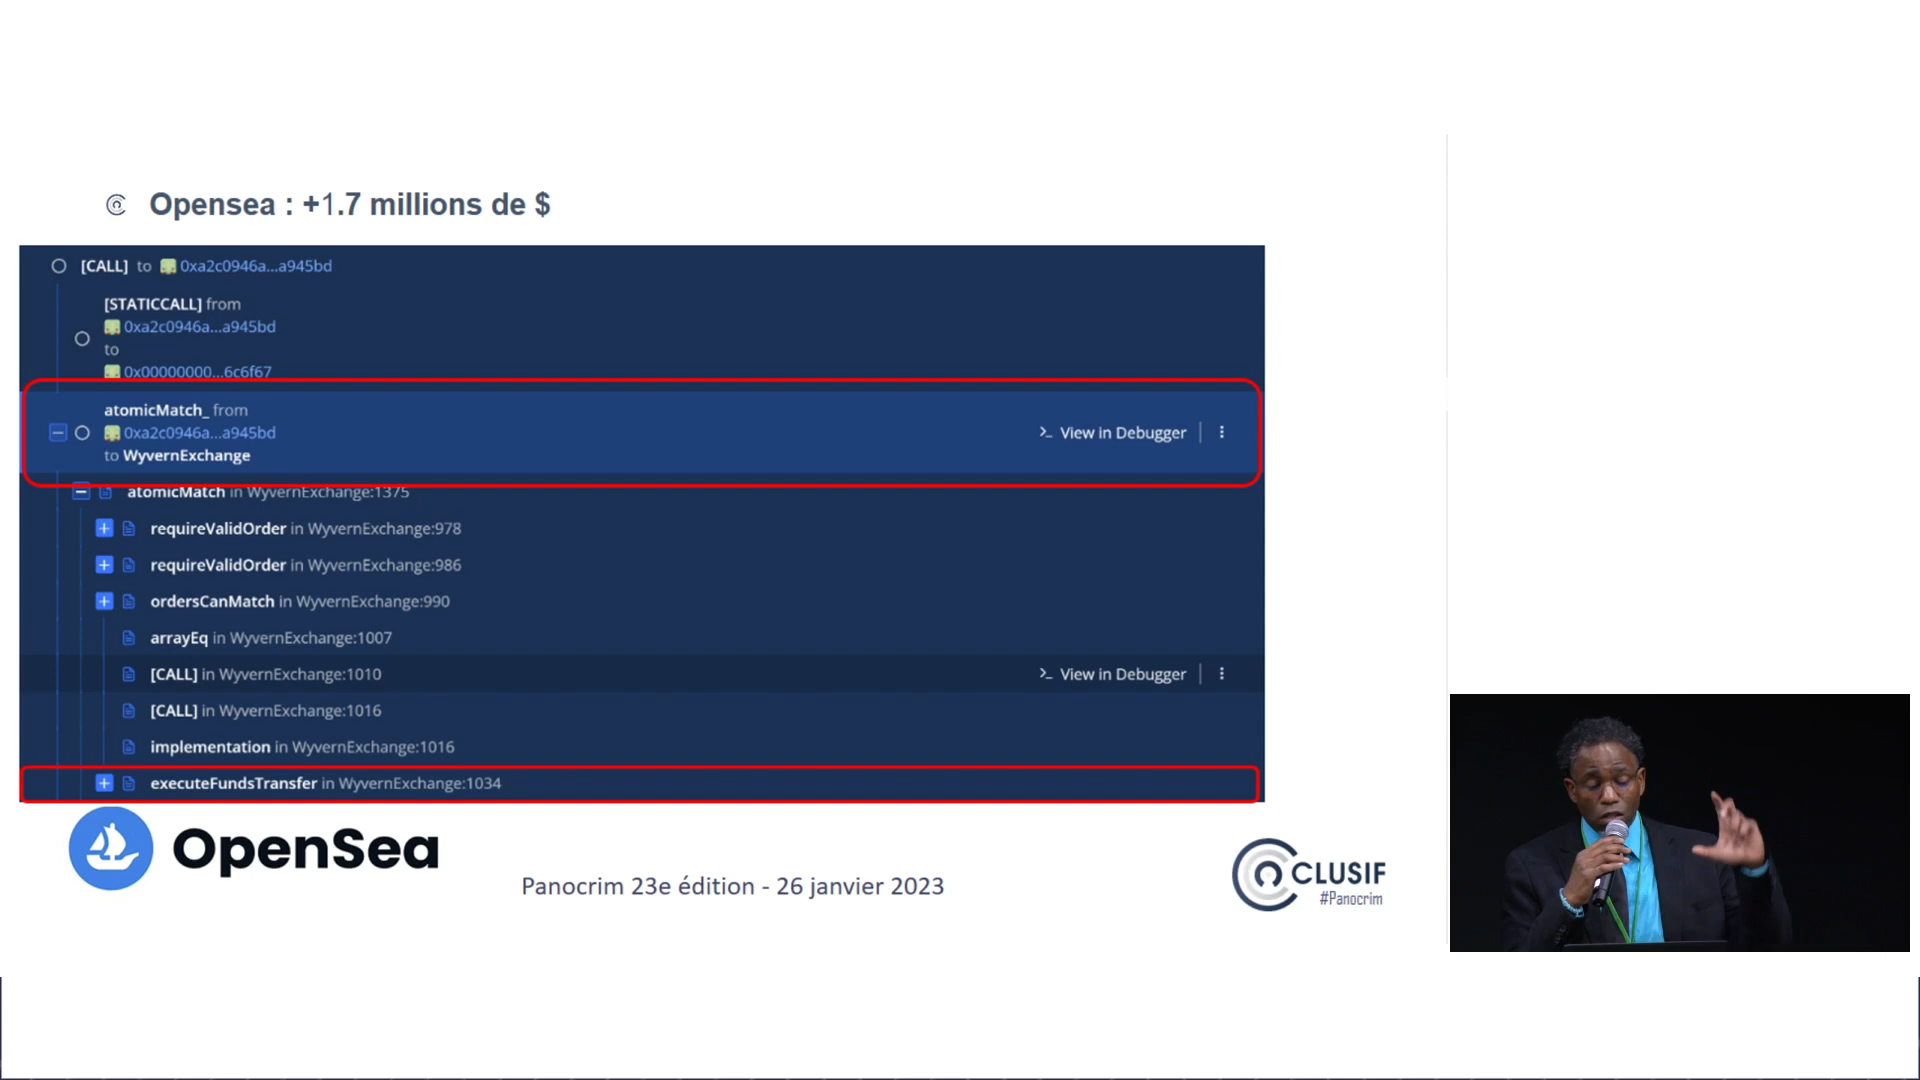 Opensea : +1.7 millions de $
[CALL] to 0xa2c0946a...a945bd
[STATICCALL] from
0xa2c0946a...a945bd
to
0x00000000...6c6f67
atomicMatch_ from
0xa2c0946a...a945bd
to WyvernExchange
>_ View in Debugger
atomicMatch in WyvernExchange:1375
requireValidOrder in WyvernExchange:978
requireValidOrder in WyvernExchange:986
ordersCanMatch in WyvernExchange:990
arrayEq in WyvernExchange:1007
[CALL] in WyvernExchange:1010
>_ View in Debugger
[CALL] in WyvernExchange:1016
implementation in WyvernExchange:1016
executeFundsTransfer in WyvernExchange:1034
OpenSea
Panocrim 23e édition - 26 janvier 2023
CLUSIF
#Panocrim